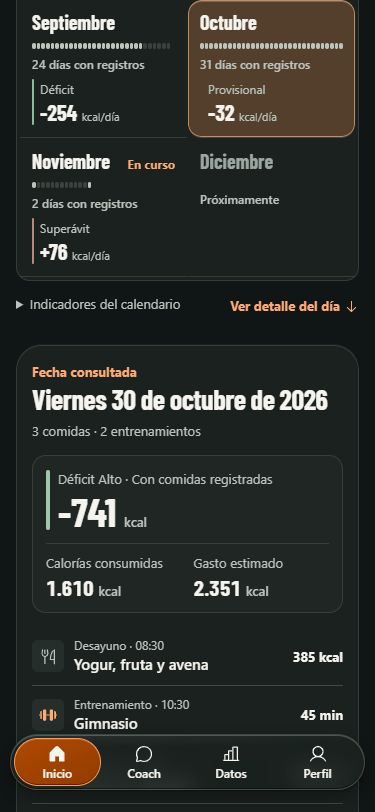 Septiembre
24 días con registros
Déficit
-254 kcal/día
Octubre
31 días con registros
Provisional
-32 kcal/día
Noviembre En curso
2 días con registros
Superávit
+76 kcal/día
Diciembre
Próximamente
Indicadores del calendario
Ver detalle del día ↓
Fecha consultada
Viernes 30 de octubre de 2026
3 comidas · 2 entrenamientos
Déficit Alto · Con comidas registradas
-741 kcal
Calorías consumidas
1.610 kcal
Gasto estimado
2.351 kcal
Desayuno · 08:30
Yogur, fruta y avena
385 kcal
Entrenamiento · 10:30
Gimnasio
45 min
Inicio
Coach
Datos
Perfil